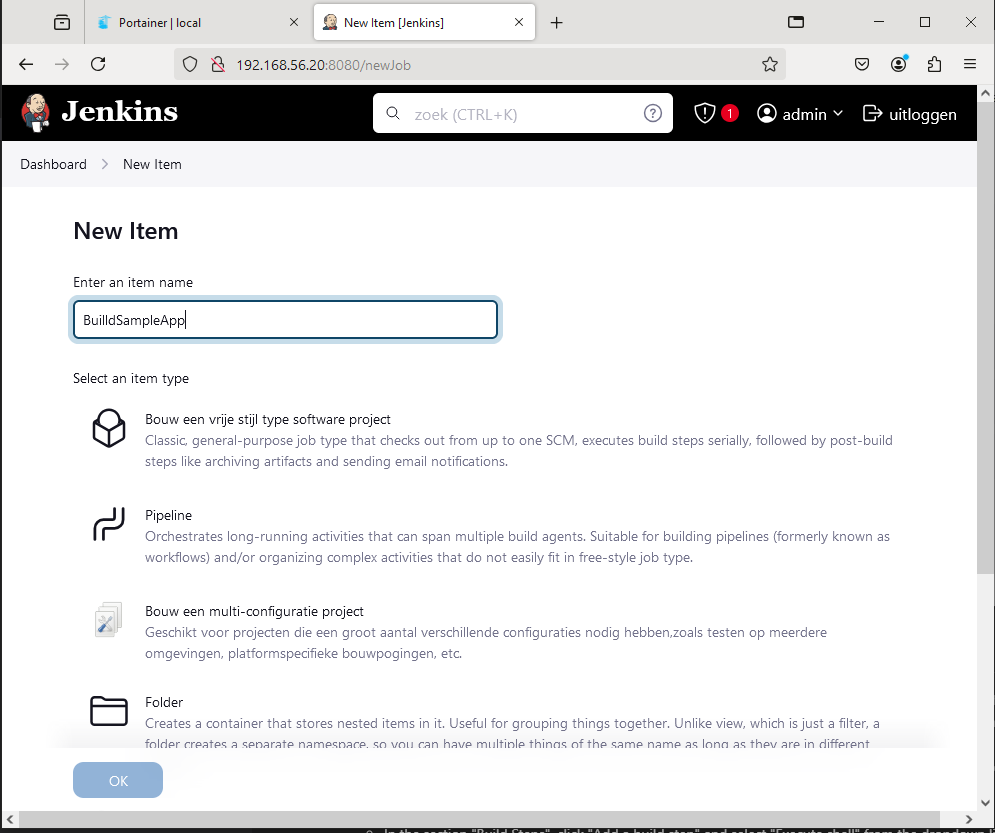 Portainer | local
New Item [Jenkins]
192.168.56.20:8080/newJob
Jenkins
zoek (CTRL+K)
?
1
admin
uitloggen
Dashboard
New Item
New Item
Enter an item name
BuilldSampleApp
Select an item type
Bouw een vrije stijl type software project
Classic, general-purpose job type that checks out from up to one SCM, executes build steps serially, followed by post-build
steps like archiving artifacts and sending email notifications.
Pipeline
Orchestrates long-running activities that can span multiple build agents. Suitable for building pipelines (formerly known as
workflows) and/or organizing complex activities that do not easily fit in free-style job type.
Bouw een multi-configuratie project
Geschikt voor projecten die een groot aantal verschillende configuraties nodig hebben,zoals testen op meerdere
omgevingen, platformspecifieke bouwpogingen, etc.
Folder
Creates a container that stores nested items in it. Useful for grouping things together. Unlike view, which is just a filter, a
folder creates a separate namespace, so you can have multiple things of the same name as long as they are in different
OK
In the section "Build Steps", click "Add a build step" and select "Execute shell" from the dropdown